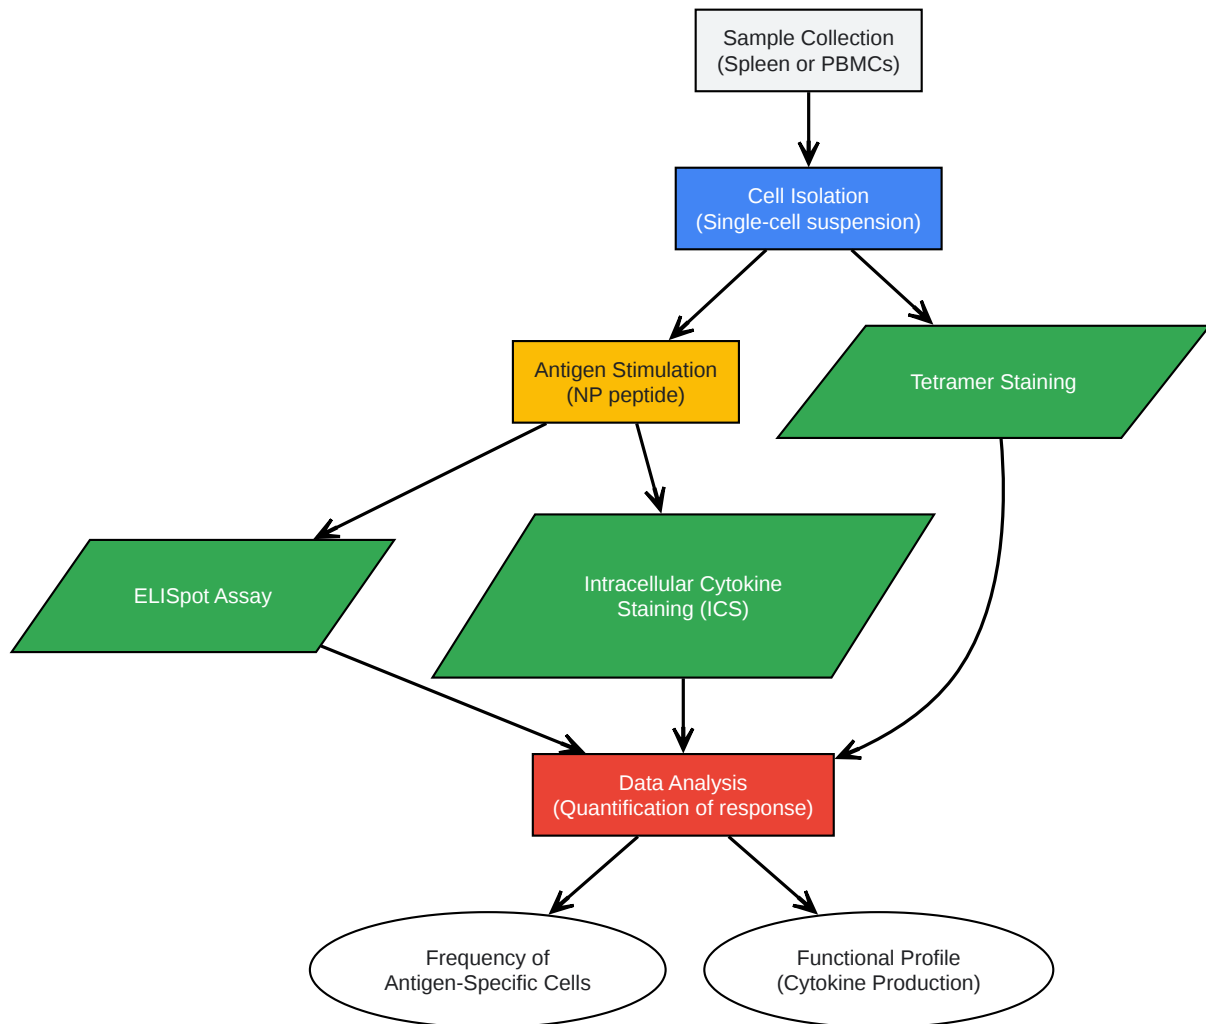 Sample Collection
(Spleen or PBMCs)
Cell Isolation
(Single-cell suspension)
Antigen Stimulation
(NP peptide)
Tetramer Staining
ELISpot Assay
Intracellular Cytokine
Staining (ICS)
Data Analysis
(Quantification of response)
Frequency of
Antigen-Specific Cells
Functional Profile
(Cytokine Production)